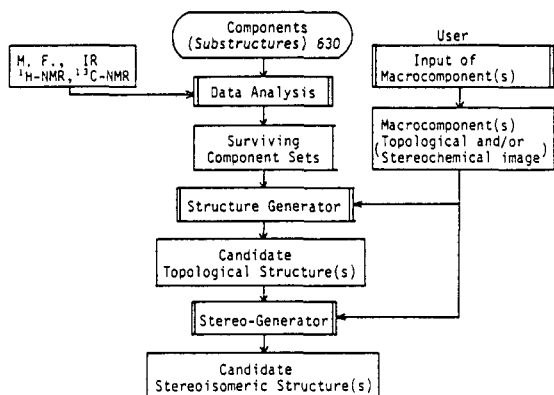 Components
(Substructures) 630
M. F., IR
¹H-NMR,¹³C-NMR
Data Analysis
Surviving
Component Sets
User
Input of
Macrocomponent(s)
Macrocomponent(s)
(Topological and/or
Stereochemical image)
Structure Generator
Candidate
Topological Structure(s)
Stereo-Generator
Candidate
Stereoisomeric Structure(s)